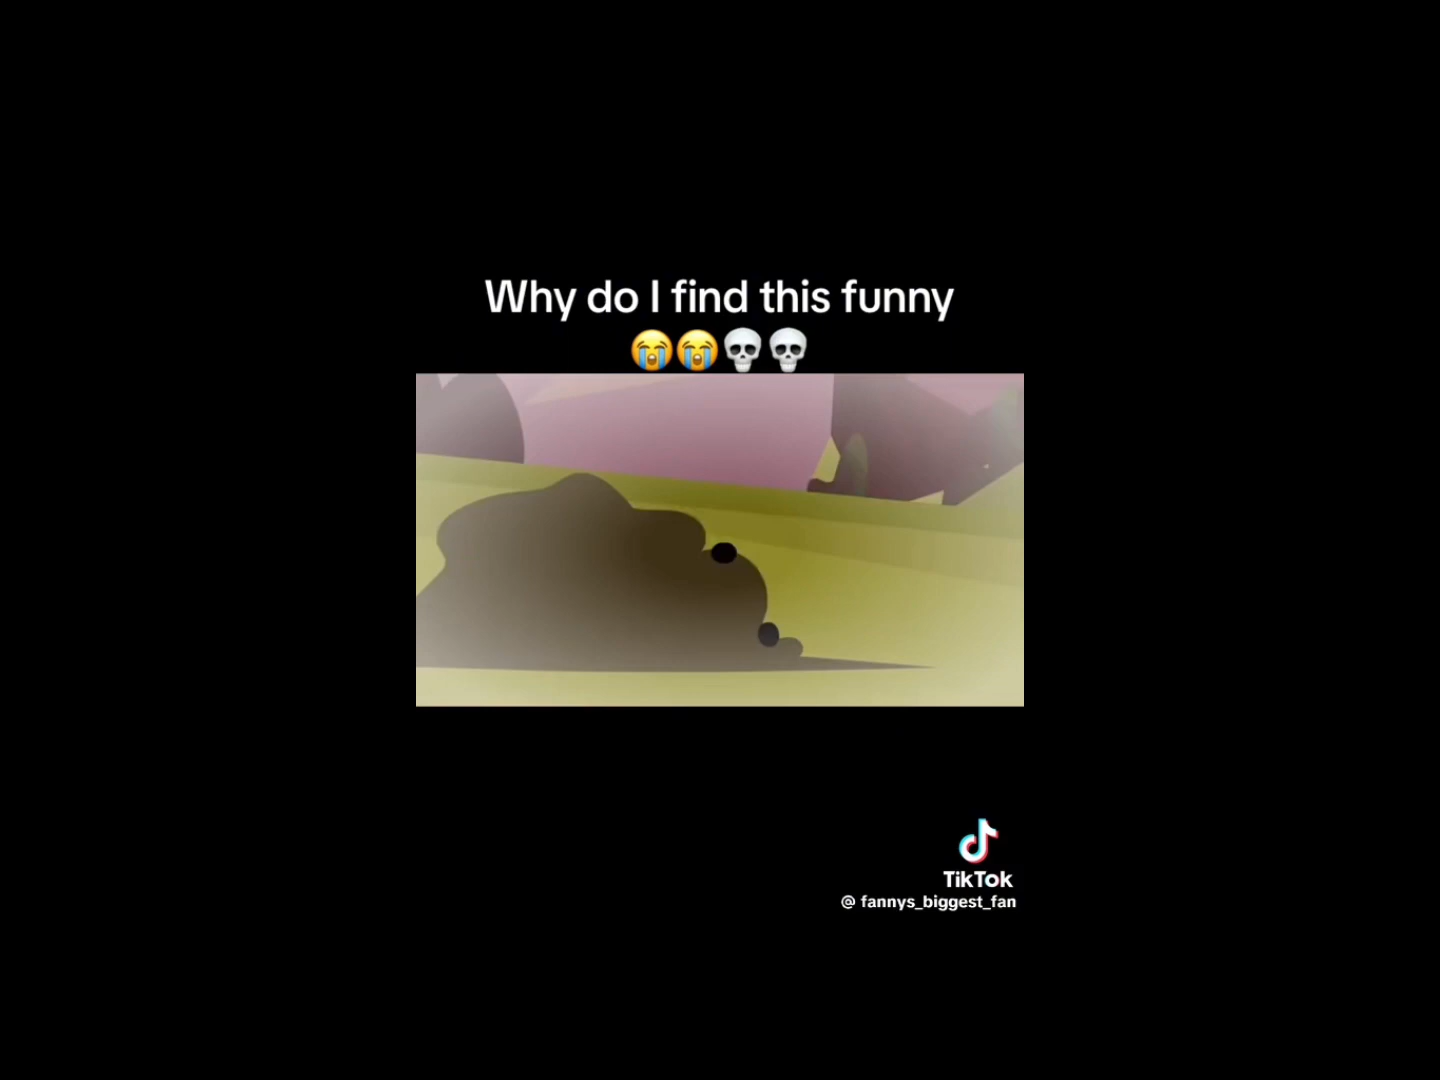 Why do I find this funny
😭😭💀💀
TikTok
@ fannys_biggest_fan